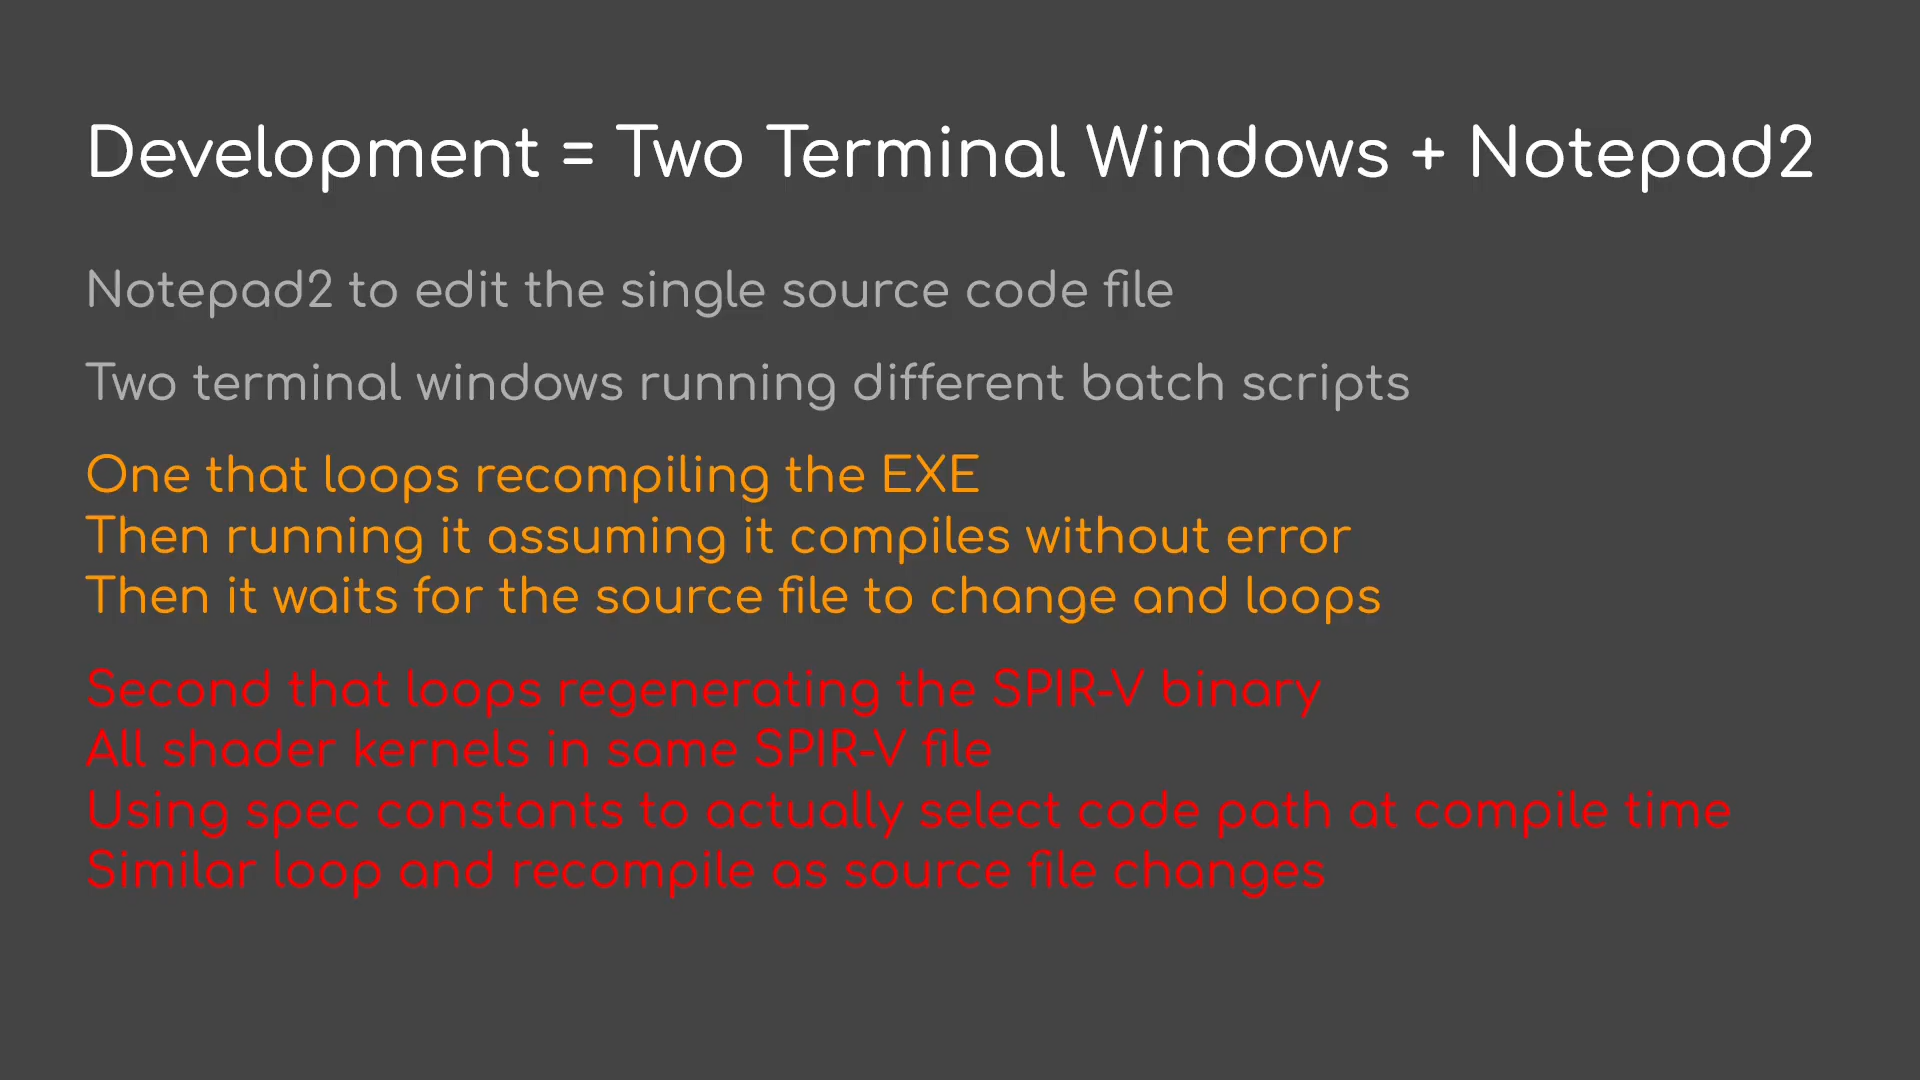 Development = Two Terminal Windows + Notepad2
Notepad2 to edit the single source code file
Two terminal windows running different batch scripts
One that loops recompiling the EXE
Then running it assuming it compiles without error
Then it waits for the source file to change and loops
Second that loops regenerating the SPIR-V binary
All shader kernels in same SPIR-V file
Using spec constants to actually select code path at compile time
Similar loop and recompile as source file changes